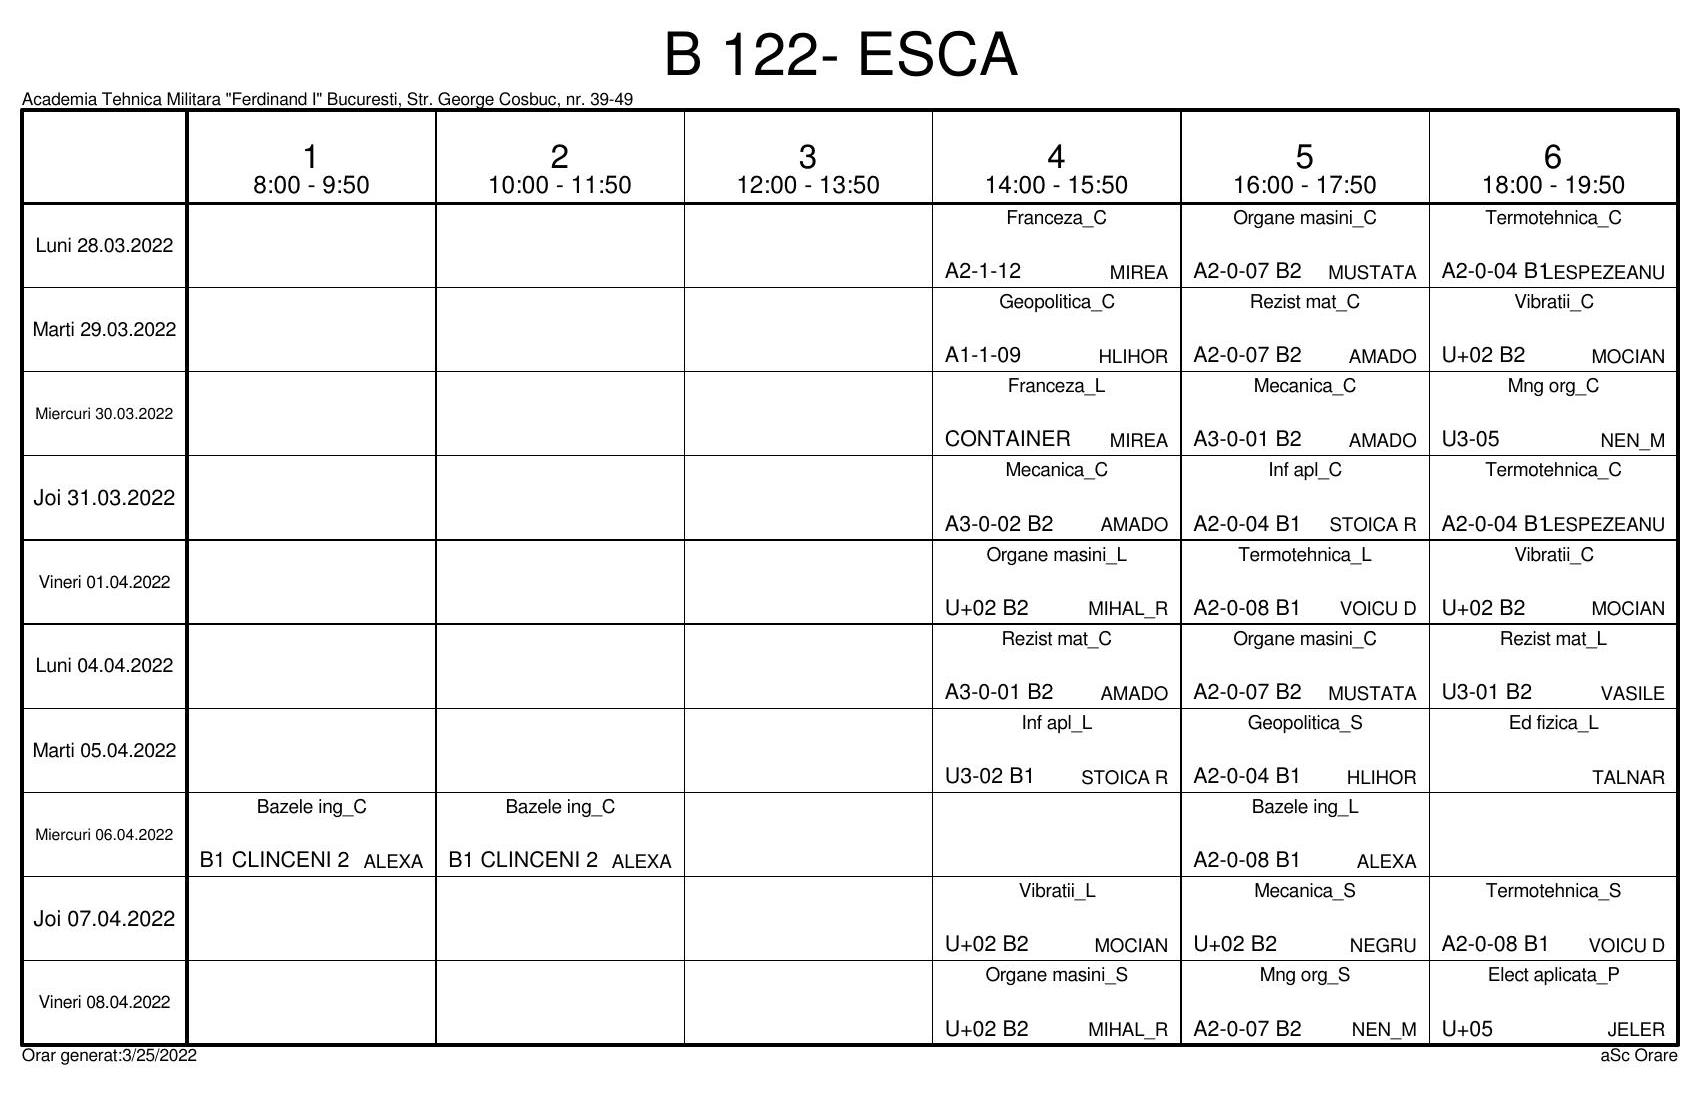 B 122- ESCA
Academia Tehnica Militara "Ferdinand I" Bucuresti, Str. George Cosbuc, nr. 39-49
1 2 3 4 5 6
8:00 - 9:50 10:00 - 11:50 12:00 - 13:50 14:00 - 15:50 16:00 - 17:50 18:00 - 19:50
Luni 28.03.2022
Franceza_C Organe masini_C Termotehnica_C
A2-1-12 MIREA A2-0-07 B2 MUSTATA A2-0-04 B1 LESPEZEANU
Marti 29.03.2022
Geopolitica_C Rezist mat_C Vibratii_C
A1-1-09 HLIHOR A2-0-07 B2 AMADO U+02 B2 MOCIAN
Miercuri 30.03.2022
Franceza_L Mecanica_C Mng org_C
CONTAINER MIREA A3-0-01 B2 AMADO U3-05 NEN_M
Joi 31.03.2022
Mecanica_C Inf apl_C Termotehnica_C
A3-0-02 B2 AMADO A2-0-04 B1 STOICA R A2-0-04 B1 LESPEZEANU
Vineri 01.04.2022
Organe masini_L Termotehnica_L Vibratii_C
U+02 B2 MIHAL_R A2-0-08 B1 VOICU D U+02 B2 MOCIAN
Luni 04.04.2022
Rezist mat_C Organe masini_C Rezist mat_L
A3-0-01 B2 AMADO A2-0-07 B2 MUSTATA U3-01 B2 VASILE
Marti 05.04.2022
Inf apl_L Geopolitica_S Ed fizica_L
U3-02 B1 STOICA R A2-0-04 B1 HLIHOR TALNAR
Miercuri 06.04.2022
Bazele ing_C Bazele ing_C Bazele ing_L
B1 CLINCENI 2 ALEXA B1 CLINCENI 2 ALEXA A2-0-08 B1 ALEXA
Joi 07.04.2022
Vibratii_L Mecanica_S Termotehnica_S
U+02 B2 MOCIAN U+02 B2 NEGRU A2-0-08 B1 VOICU D
Vineri 08.04.2022
Organe masini_S Mng org_S Elect aplicata_P
U+02 B2 MIHAL_R A2-0-07 B2 NEN_M U+05 JELER
Orar generat:3/25/2022 aSc Orare